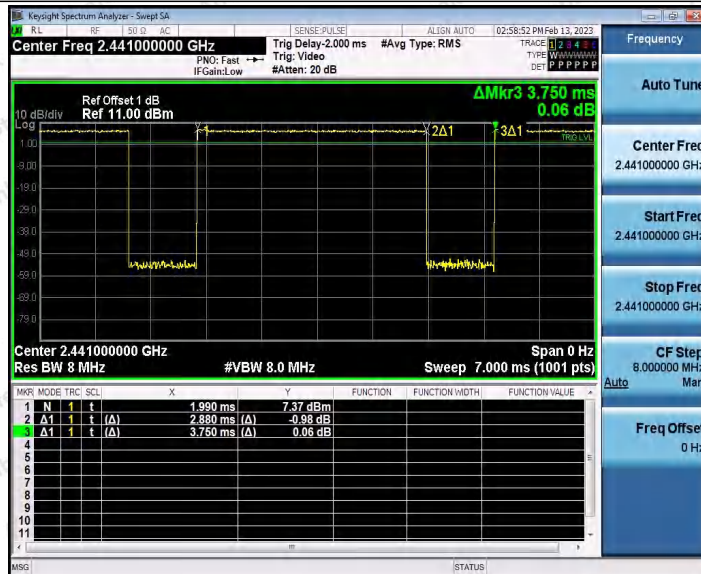 Keysight Spectrum Analyzer - Swept SA
RL RF 50 Ω AC SENSE:PULSE ALIGN AUTO 02:58:52 PM Feb 13, 2023
Center Freq 2.441000000 GHz
PNO: Fast
IFGain:Low
Trig Delay-2.000 ms
Trig: Video
#Atten: 20 dB
#Avg Type: RMS
TRACE 1 2 3 4 5 6
TYPE WWWWWW
DET P P P P P P
Frequency
Auto Tune
Center Freq
2.441000000 GHz
Start Freq
2.441000000 GHz
Stop Freq
2.441000000 GHz
CF Step
8.000000 MHz
Auto Man
Freq Offset
0 Hz
ΔMkr3 3.750 ms
0.06 dB
Ref Offset 1 dB
10 dB/div Ref 11.00 dBm
Log
2Δ1 3Δ1
TRIG LVL
1.00
-9.00
-19.0
-29.0
-39.0
-49.0
-59.0
-69.0
-79.0
Center 2.441000000 GHz Span 0 Hz
Res BW 8 MHz #VBW 8.0 MHz Sweep 7.000 ms (1001 pts)
MKR MODE TRC SCL X Y FUNCTION FUNCTION WIDTH FUNCTION VALUE
1 N 1 t 1.990 ms 7.37 dBm
2 Δ1 1 t (Δ) 2.880 ms (Δ) -0.98 dB
3 Δ1 1 t (Δ) 3.750 ms (Δ) 0.06 dB
4
5
6
7
8
9
10
11
MSG STATUS